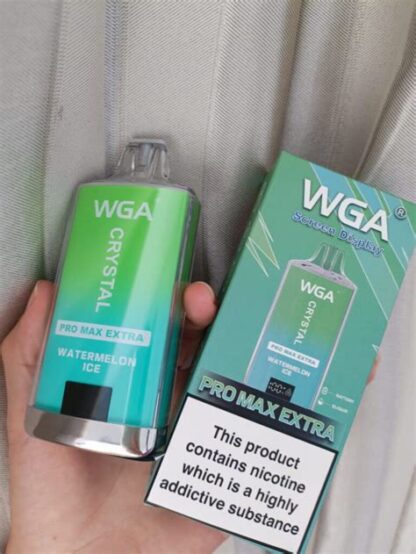 WGA
CRYSTAL
PRO MAX EXTRA
WATERMELON
ICE
WGA®
Screen Display
WGA
CRYSTAL
PRO MAX EXTRA
WATERMELON
ICE
BATTERY
PRO MAX EXTRA
This product
contains nicotine
which is a highly
addictive substance